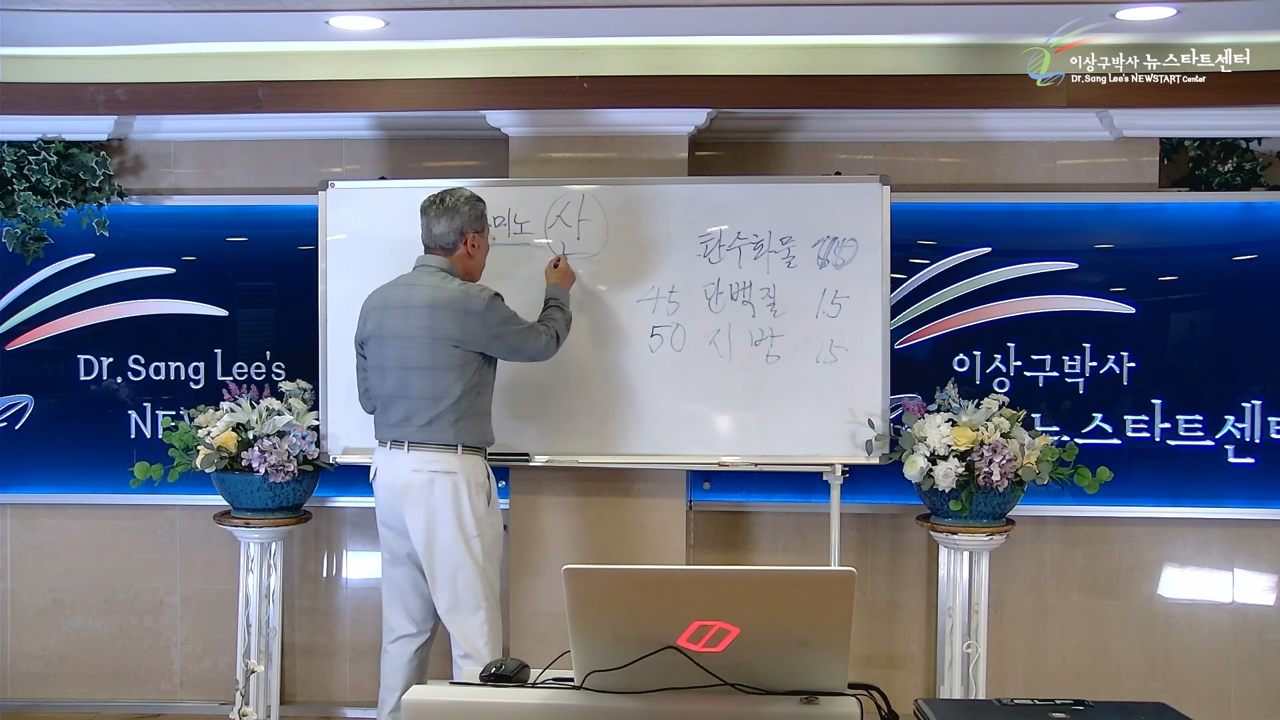 이상구박사 뉴스타트센터
Dr.Sang Lee's NEWSTART Center
미노 산
탄수화물
45 단백질 15
50 지방 15
Dr.Sang Lee's
이상구박사
뉴스타트센